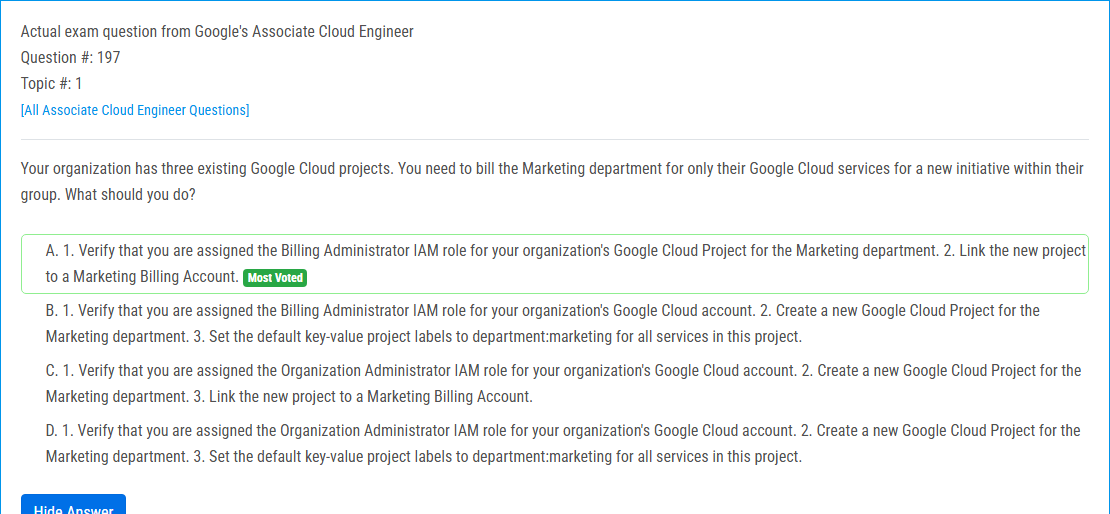 Actual exam question from Google's Associate Cloud Engineer
Question #: 197
Topic #: 1
[All Associate Cloud Engineer Questions]
Your organization has three existing Google Cloud projects. You need to bill the Marketing department for only their Google Cloud services for a new initiative within their
group. What should you do?
A. 1. Verify that you are assigned the Billing Administrator IAM role for your organization's Google Cloud Project for the Marketing department. 2. Link the new project
to a Marketing Billing Account. Most Voted
B. 1. Verify that you are assigned the Billing Administrator IAM role for your organization's Google Cloud account. 2. Create a new Google Cloud Project for the
Marketing department. 3. Set the default key-value project labels to department:marketing for all services in this project.
C. 1. Verify that you are assigned the Organization Administrator IAM role for your organization's Google Cloud account. 2. Create a new Google Cloud Project for the
Marketing department. 3. Link the new project to a Marketing Billing Account.
D. 1. Verify that you are assigned the Organization Administrator IAM role for your organization's Google Cloud account. 2. Create a new Google Cloud Project for the
Marketing department. 3. Set the default key-value project labels to department:marketing for all services in this project.
Hide Answer